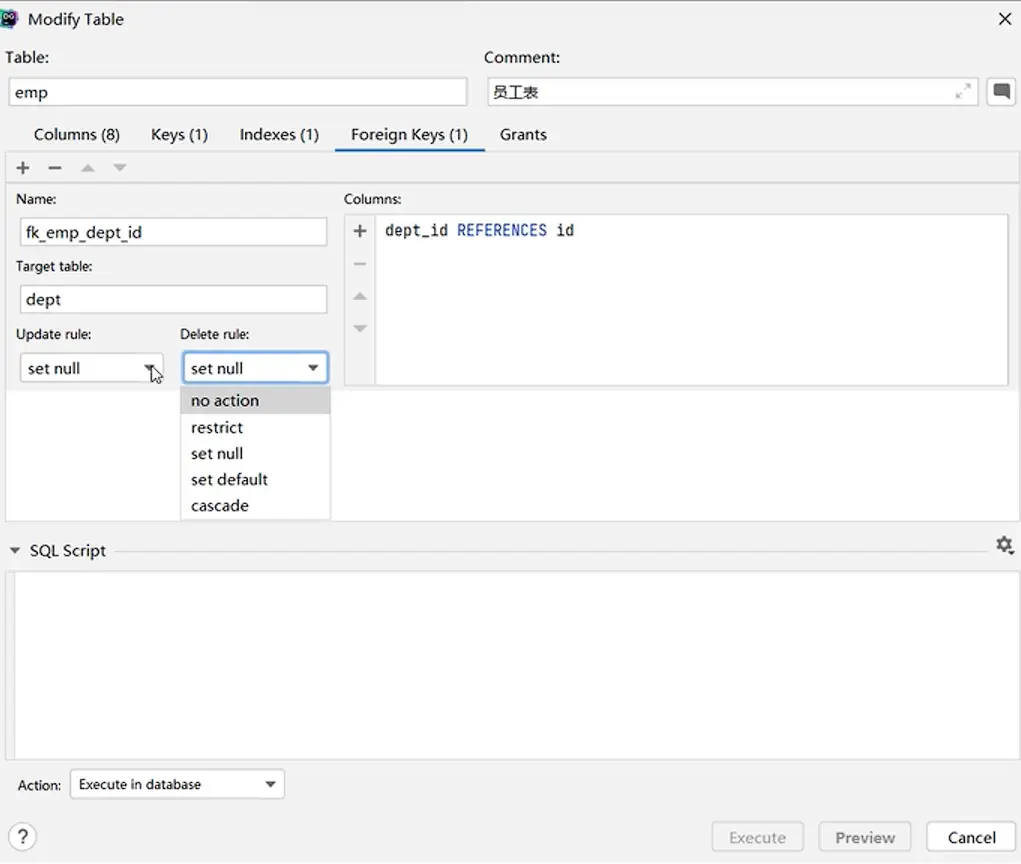 Modify Table
Table: Comment:
emp 员工表
Columns (8) Keys (1) Indexes (1) Foreign Keys (1) Grants
Name: Columns:
fk_emp_dept_id dept_id REFERENCES id
Target table:
dept
Update rule: Delete rule:
set null set null
no action
restrict
set null
set default
cascade
SQL Script
Action: Execute in database
? Execute Preview Cancel